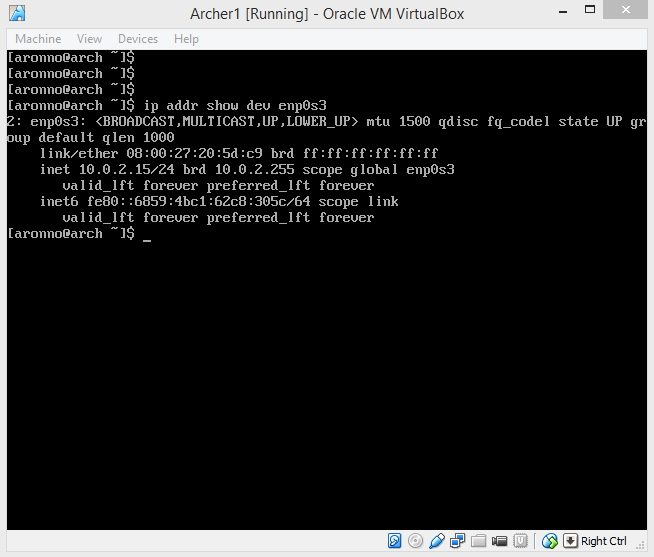 Archer1 [Running] - Oracle VM VirtualBox
Machine View Devices Help
[aronno@arch ~]$
[aronno@arch ~]$
[aronno@arch ~]$
[aronno@arch ~]$ ip addr show dev enp0s3
2: enp0s3: <BROADCAST,MULTICAST,UP,LOWER_UP> mtu 1500 qdisc fq_codel state UP gr
oup default qlen 1000
    link/ether 08:00:27:20:5d:c9 brd ff:ff:ff:ff:ff:ff
    inet 10.0.2.15/24 brd 10.0.2.255 scope global enp0s3
       valid_lft forever preferred_lft forever
    inet6 fe80::6859:4bc1:62c8:305c/64 scope link
       valid_lft forever preferred_lft forever
[aronno@arch ~]$ _
Right Ctrl